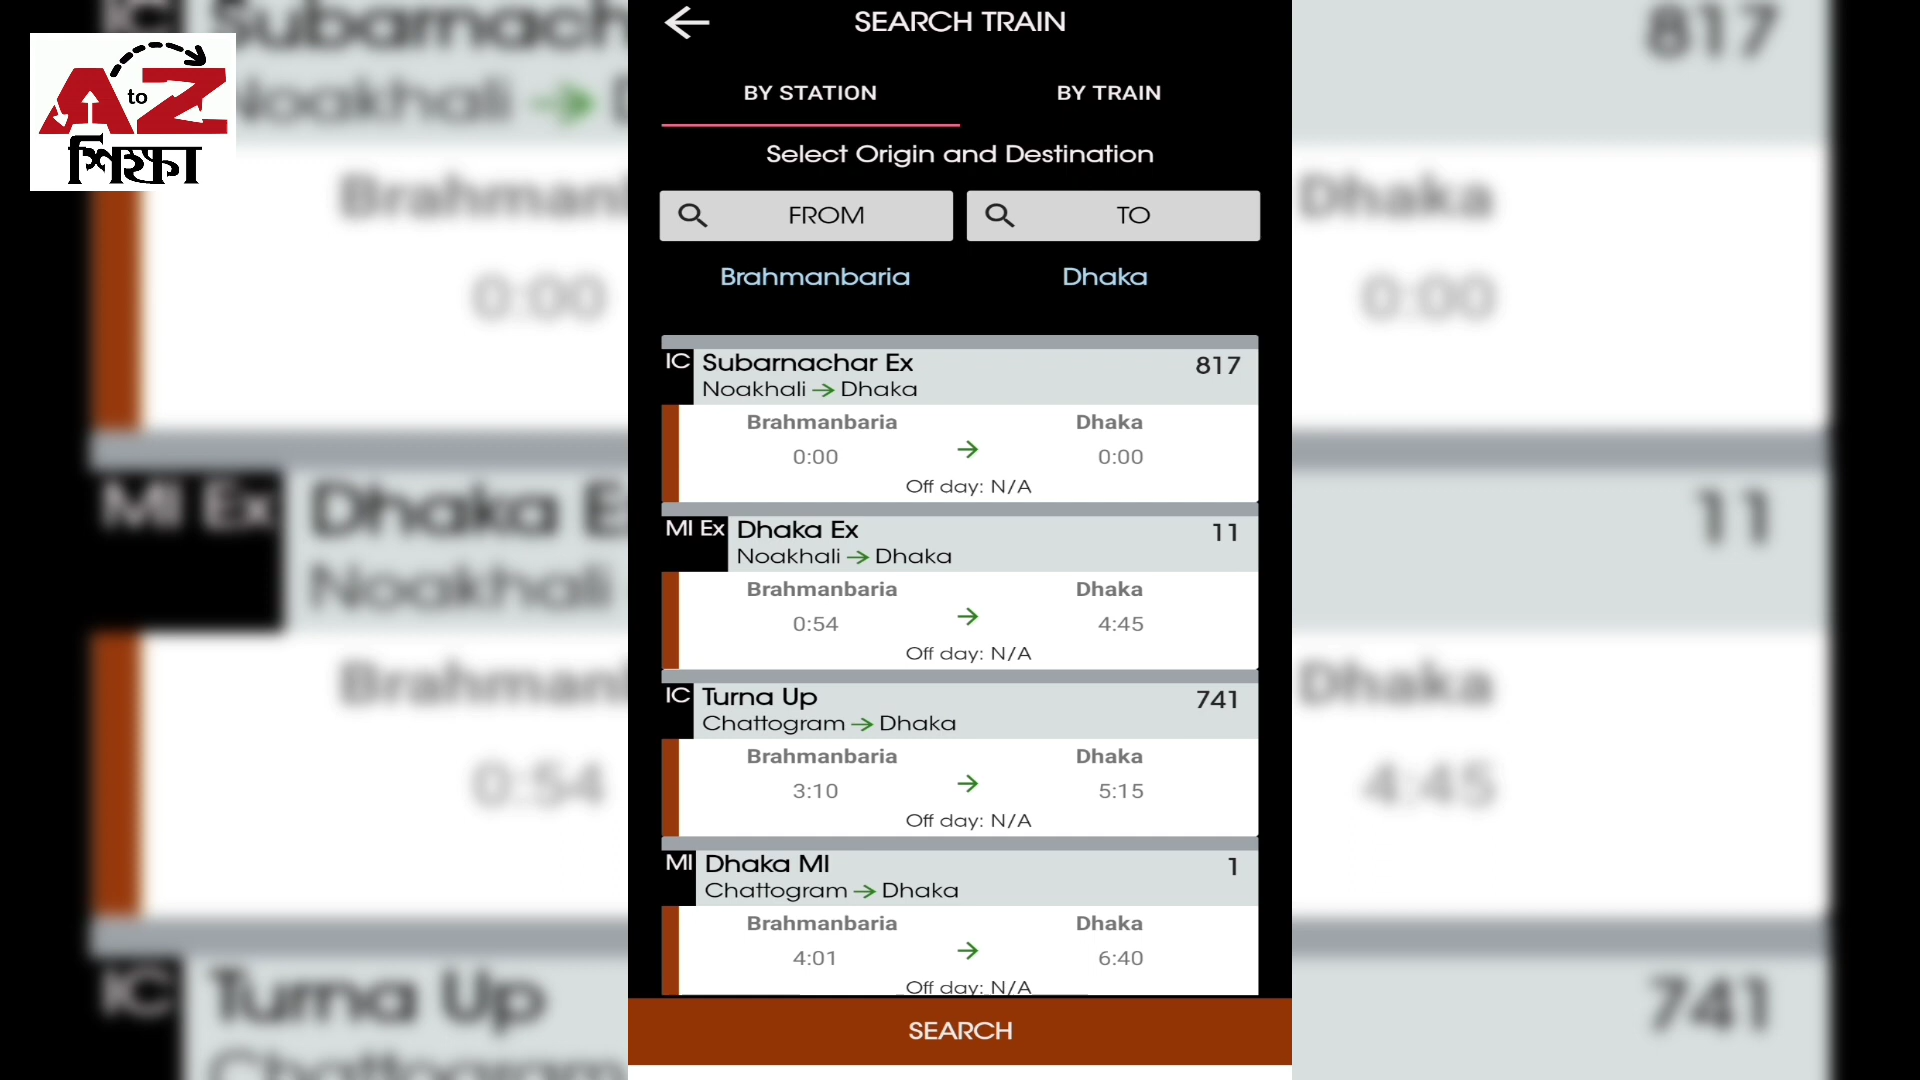 A to Z
শিক্ষা
SEARCH TRAIN
BY STATION BY TRAIN
Select Origin and Destination
FROM TO
Brahmanbaria Dhaka
IC Subarnachar Ex 817
Noakhali → Dhaka
Brahmanbaria Dhaka
0:00 → 0:00
Off day: N/A
MI Ex Dhaka Ex 11
Noakhali → Dhaka
Brahmanbaria Dhaka
0:54 → 4:45
Off day: N/A
IC Turna Up 741
Chattogram → Dhaka
Brahmanbaria Dhaka
3:10 → 5:15
Off day: N/A
MI Dhaka MI 1
Chattogram → Dhaka
Brahmanbaria Dhaka
4:01 → 6:40
Off day: N/A
SEARCH